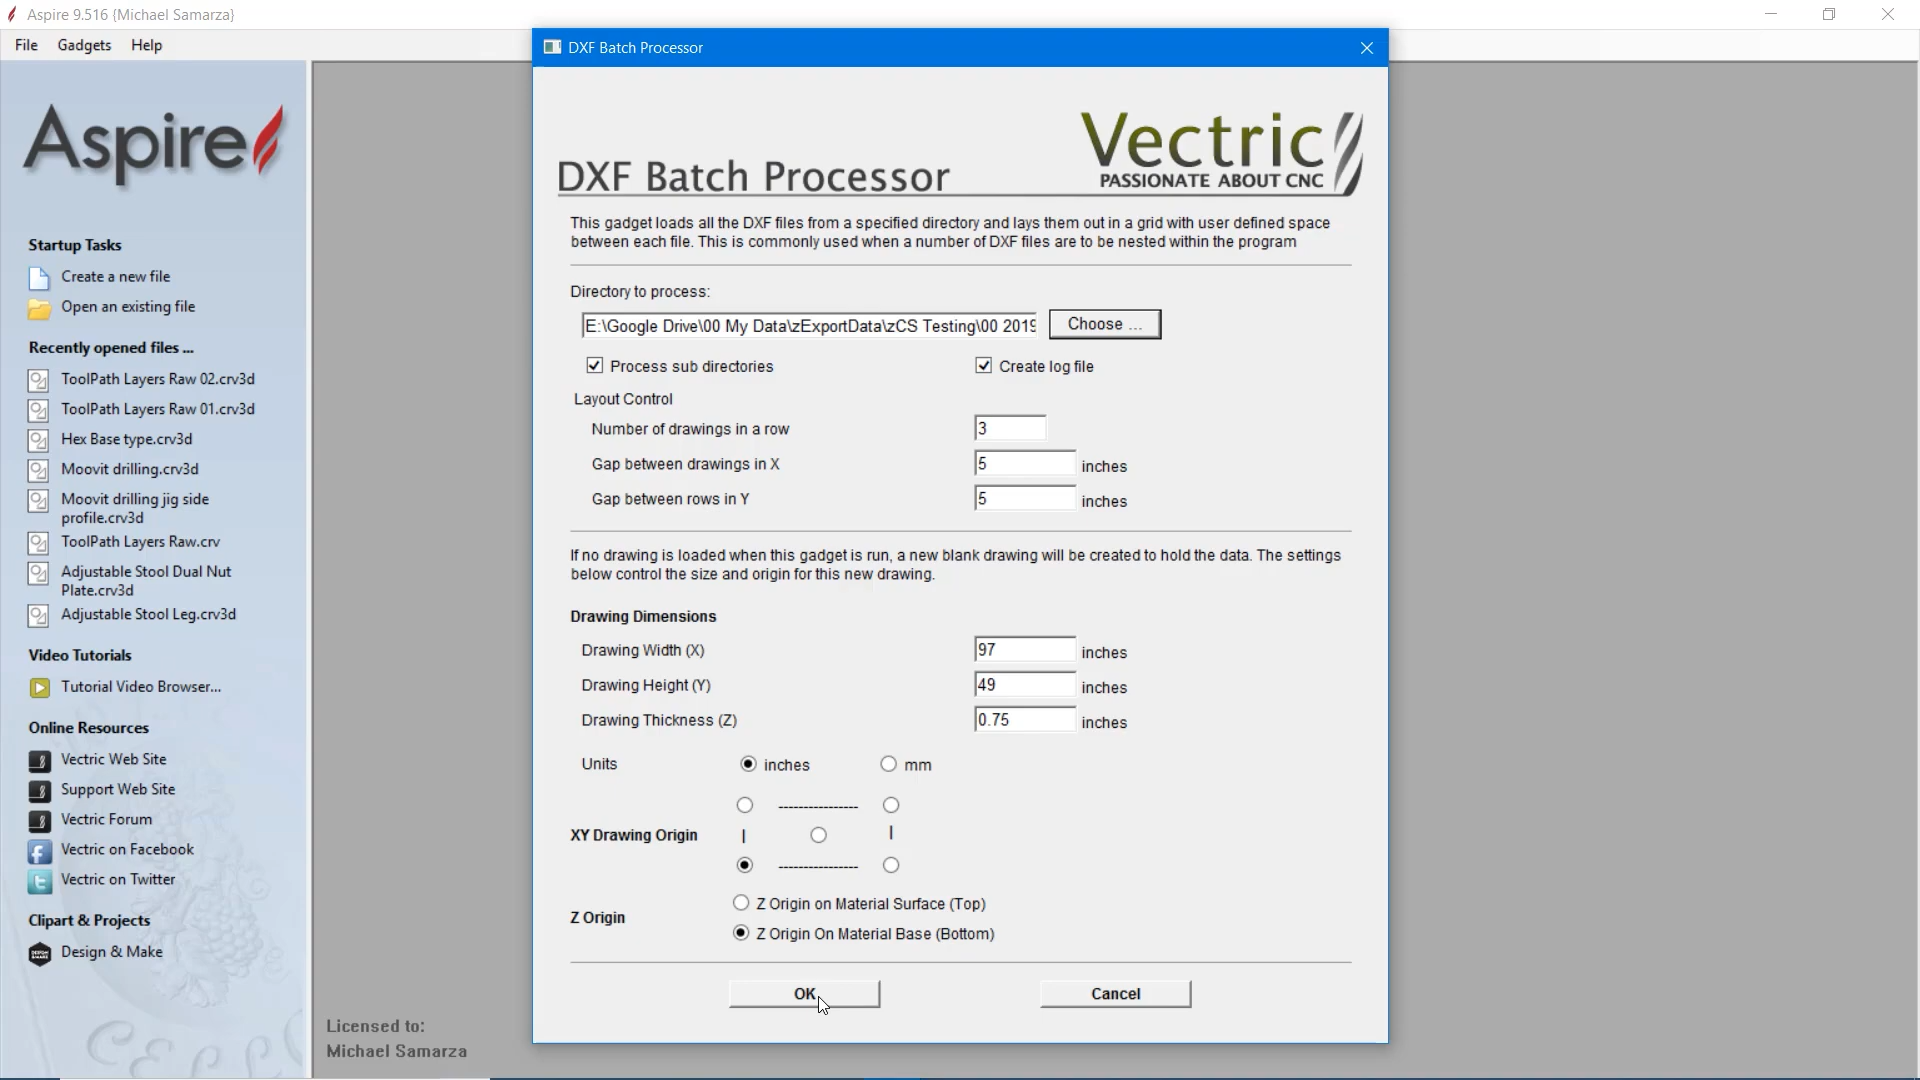 Aspire 9.516 {Michael Samarza}
File Gadgets Help
Aspire
Startup Tasks
Create a new file
Open an existing file
Recently opened files ...
ToolPath Layers Raw 02.crv3d
ToolPath Layers Raw 01.crv3d
Hex Base type.crv3d
Moovit drilling.crv3d
Moovit drilling jig side
profile.crv3d
ToolPath Layers Raw.crv
Adjustable Stool Dual Nut
Plate.crv3d
Adjustable Stool Leg.crv3d
Video Tutorials
Tutorial Video Browser...
Online Resources
Vectric Web Site
Support Web Site
Vectric Forum
Vectric on Facebook
Vectric on Twitter
Clipart & Projects
Design & Make
Licensed to:
Michael Samarza
DXF Batch Processor
Vectric
PASSIONATE ABOUT CNC
DXF Batch Processor
This gadget loads all the DXF files from a specified directory and lays them out in a grid with user defined space
between each file. This is commonly used when a number of DXF files are to be nested within the program
Directory to process:
E:\Google Drive\00 My Data\zExportData\zCS Testing\00 2019 Choose ...
Process sub directories Create log file
Layout Control
Number of drawings in a row 3
Gap between drawings in X 5 inches
Gap between rows in Y 5 inches
If no drawing is loaded when this gadget is run, a new blank drawing will be created to hold the data. The settings
below control the size and origin for this new drawing.
Drawing Dimensions
Drawing Width (X) 97 inches
Drawing Height (Y) 49 inches
Drawing Thickness (Z) 0.75 inches
Units inches mm
XY Drawing Origin
Z Origin on Material Surface (Top)
Z Origin
Z Origin On Material Base (Bottom)
OK Cancel